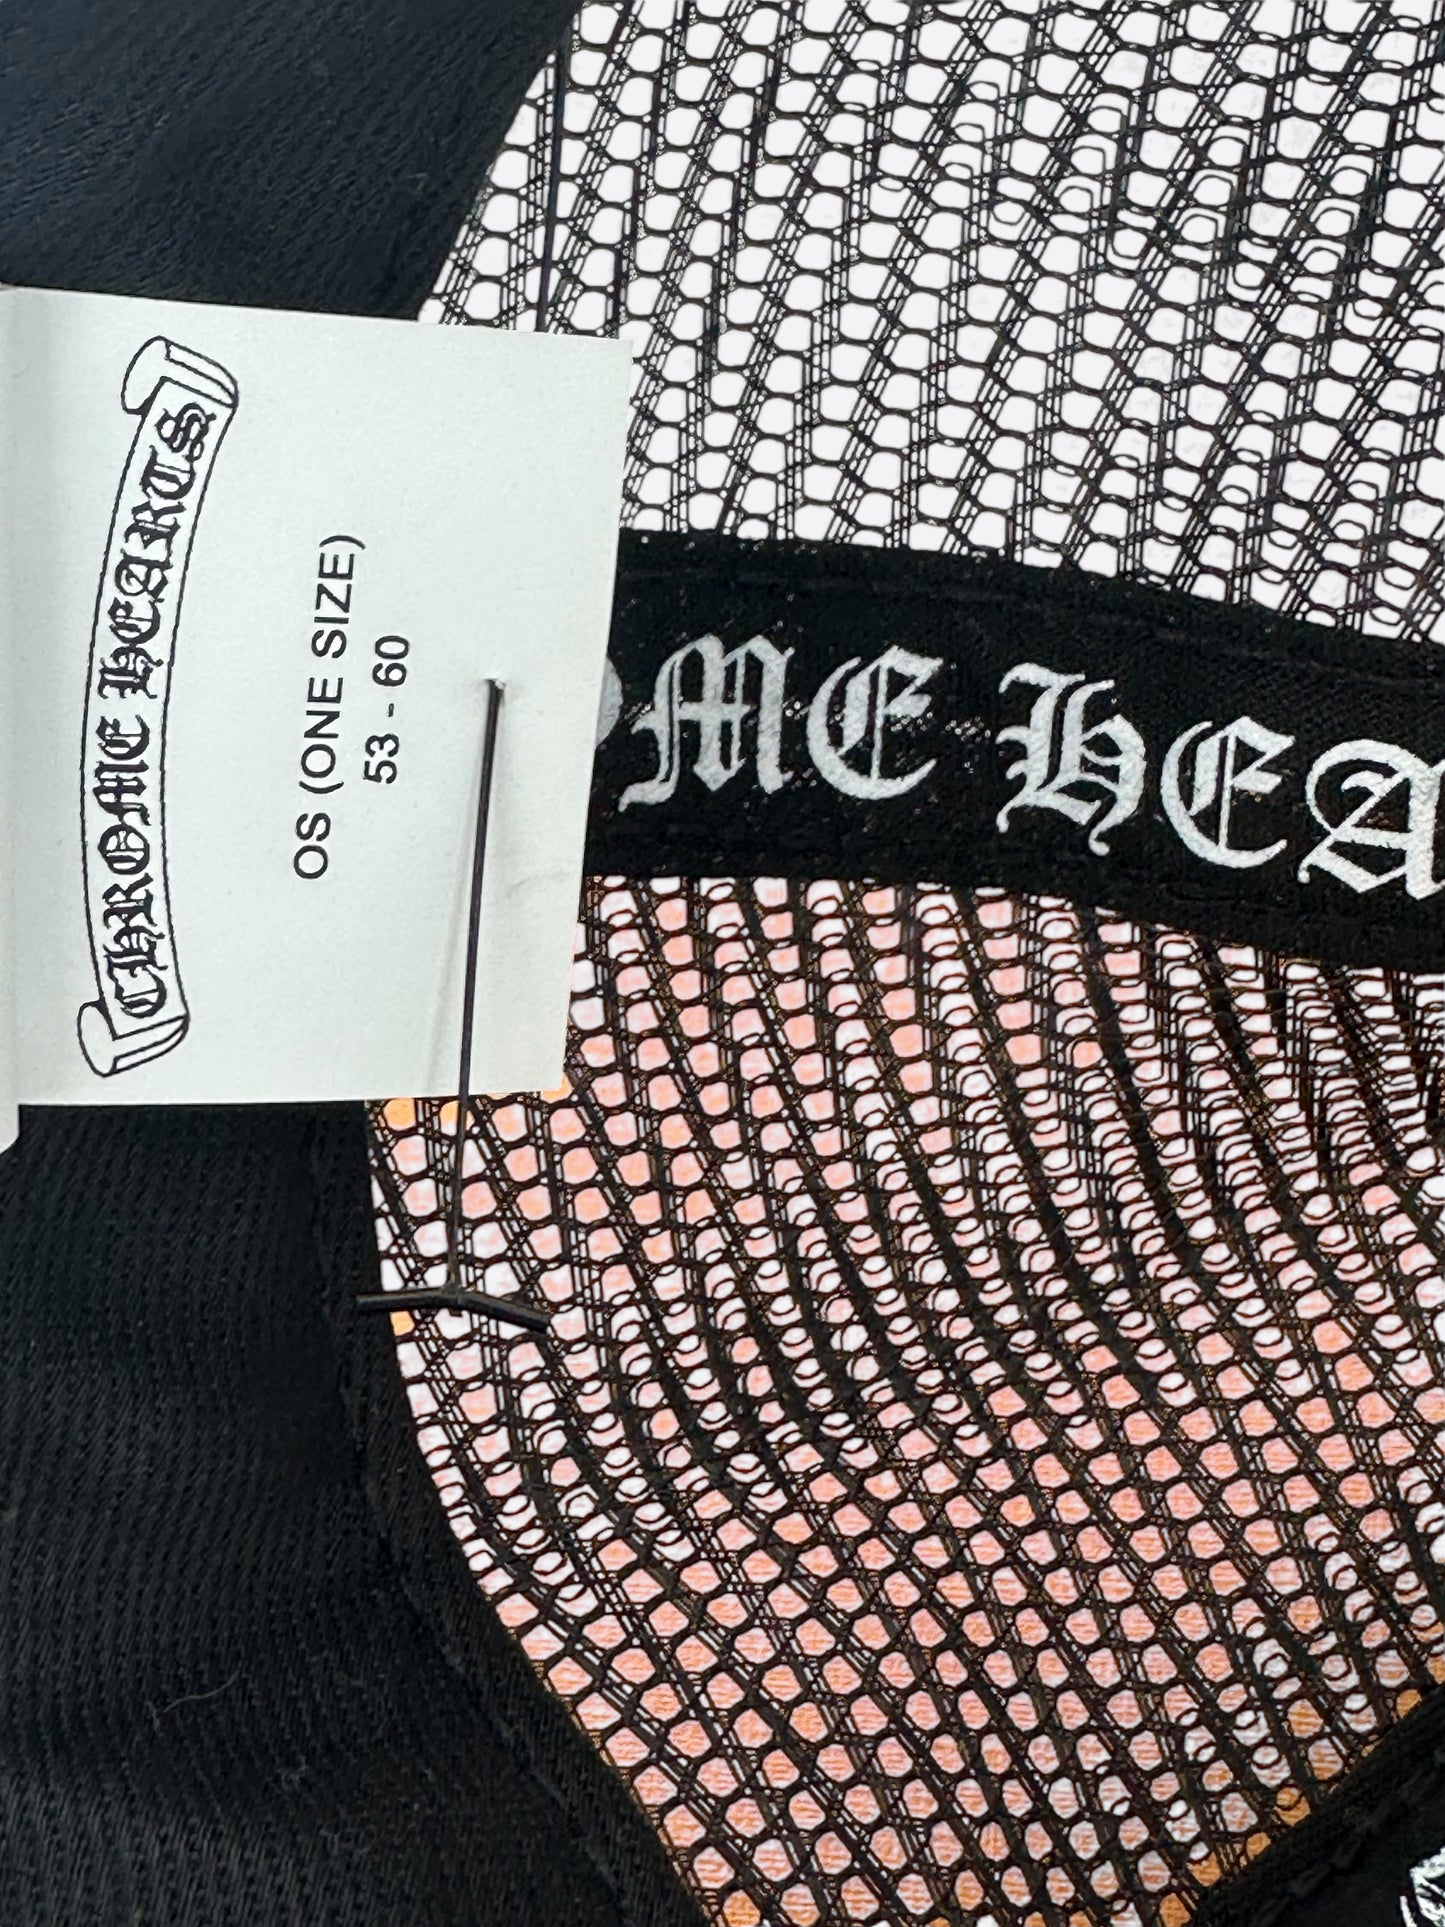 CHROME HEARTS
OS (ONE SIZE)
53 - 60
OME HEA